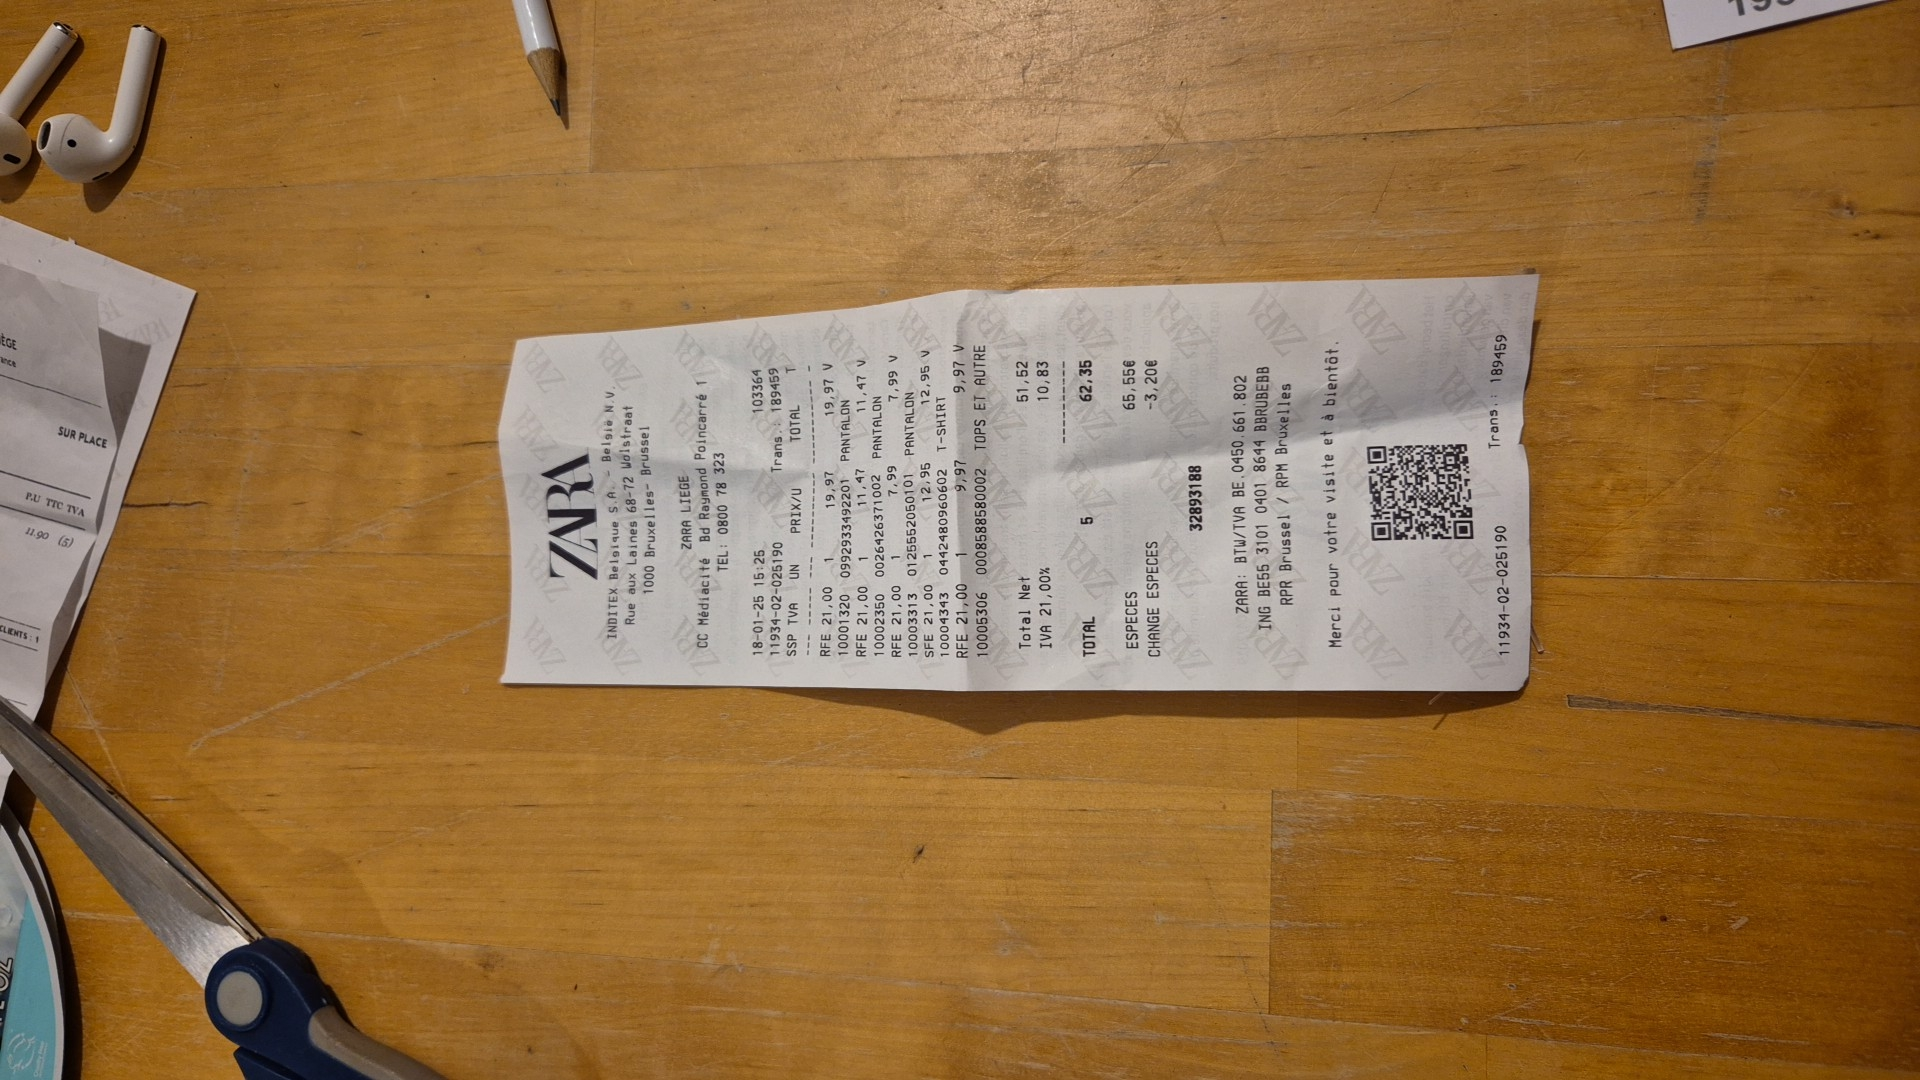 ZARA
INDITEX Belgique S.A. - België N.V.
Rue aux Laines 68-72 Wolstraat
1000 Bruxelles- Brussel
ZARA LIEGE
CC Médiacité Bd Raymond Poincarré 1
TEL: 0800 78 323
18-01-25 15:25 103364
11934-02-025190 Trans.: 189459
SSP TVA UN PRIX/U TOTAL T
RFE 21,00 1 19,97 19,97 V
10001320 0992933492201 PANTALON
RFE 21,00 1 11,47 11,47 V
10002350 0026426371002 PANTALON
RFE 21,00 1 7,99 7,99 V
10003313 0125552050101 PANTALON
SFE 21,00 1 12,95 12,95 V
10004343 0442480960602 T-SHIRT
RFE 21,00 1 9,97 9,97 V
10005306 0008588580002 TOPS ET AUTRE
Total Net 51,52
IVA 21,00% 10,83
TOTAL 5 62,35
ESPECES 65,55€
CHANGE ESPECES -3,20€
32893188
ZARA: BTW/TVA BE.0450.661.802
ING BE55 3101 0401 8644 BBRUBEBB
RPR Brussel / RPM Bruxelles
Merci pour votre visite et à bientôt.
11934-02-025190 Trans.: 189459
SUR PLACE
P.U TTC TVA
11.90 (5)
CLIENTS : 1